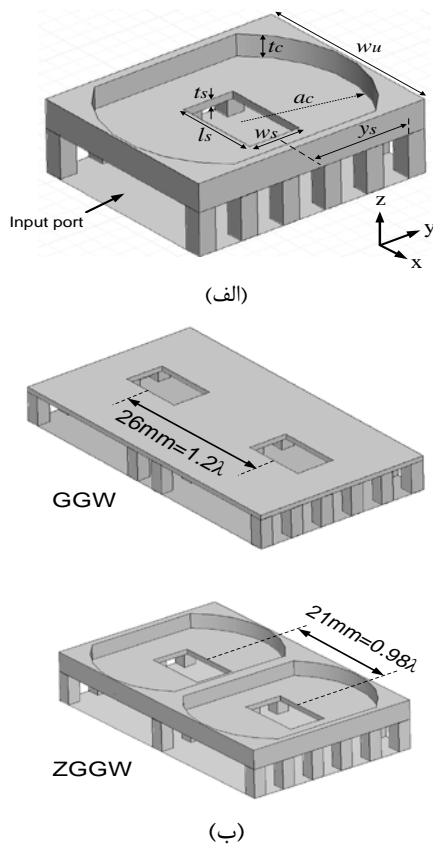 tc
wu
ts
ac
ls
ws
ys
Input port
z
y
x
(الف)
26mm=1.2λ
GGW
21mm=0.98λ
ZGGW
(ب)